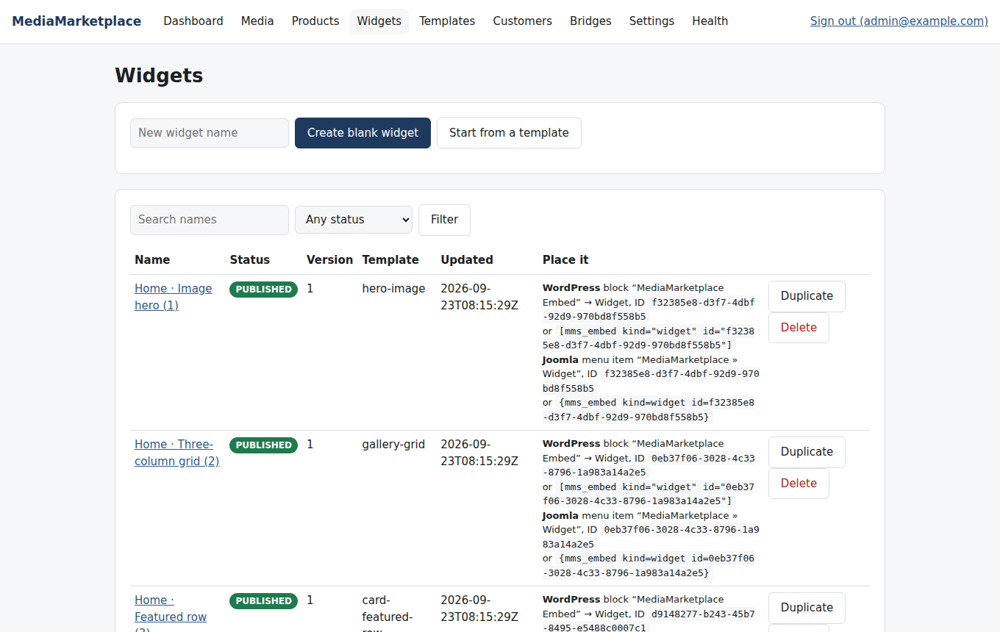 MediaMarketplace Dashboard Media Products Widgets Templates Customers Bridges Settings Health Sign out (admin@example.com)
Widgets
New widget name Create blank widget Start from a template
Search names Any status Filter
Name Status Version Template Updated Place it
Home · Image hero (1)
PUBLISHED
1
hero-image
2026-09-
23T08:15:29Z
WordPress block “MediaMarketplace
Embed” → Widget, ID f32385e8-d3f7-4dbf
-92d9-970bd8f558b5
or [mms_embed kind="widget" id="f3238
5e8-d3f7-4dbf-92d9-970bd8f558b5"]
Joomla menu item “MediaMarketplace »
Widget”, ID f32385e8-d3f7-4dbf-92d9-970
bd8f558b5
or {mms_embed kind=widget id=f32385e8
-d3f7-4dbf-92d9-970bd8f558b5}
Duplicate
Delete
Home · Three-
column grid (2)
PUBLISHED
1
gallery-grid
2026-09-
23T08:15:29Z
WordPress block “MediaMarketplace
Embed” → Widget, ID 0eb37f06-3028-4c33
-8796-1a983a14a2e5
or [mms_embed kind="widget" id="0eb37
f06-3028-4c33-8796-1a983a14a2e5"]
Joomla menu item “MediaMarketplace »
Widget”, ID 0eb37f06-3028-4c33-8796-1a9
83a14a2e5
or {mms_embed kind=widget id=0eb37f06
-3028-4c33-8796-1a983a14a2e5}
Duplicate
Delete
Home ·
Featured row
PUBLISHED
1
card-
featured-
2026-09-
23T08:15:29Z
WordPress block “MediaMarketplace
Embed” → Widget, ID d9148277-b243-45b7
-8495-e5488c0007c1
Duplicate